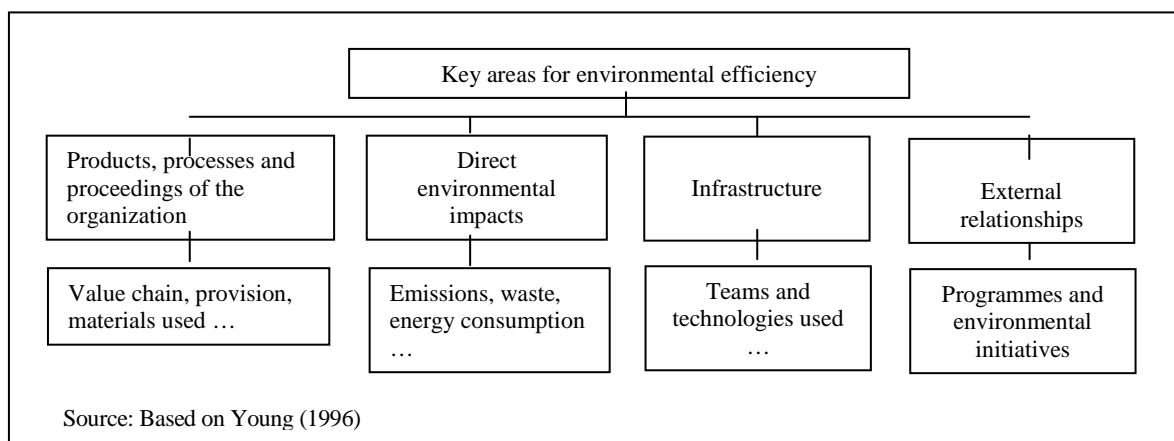 Key areas for environmental efficiency
Products, processes and
proceedings of the
organization
Direct
environmental
impacts
Infrastructure
External
relationships
Value chain, provision,
materials used …
Emissions, waste,
energy consumption
…
Teams and
technologies used
…
Programmes and
environmental
initiatives
Source: Based on Young (1996)